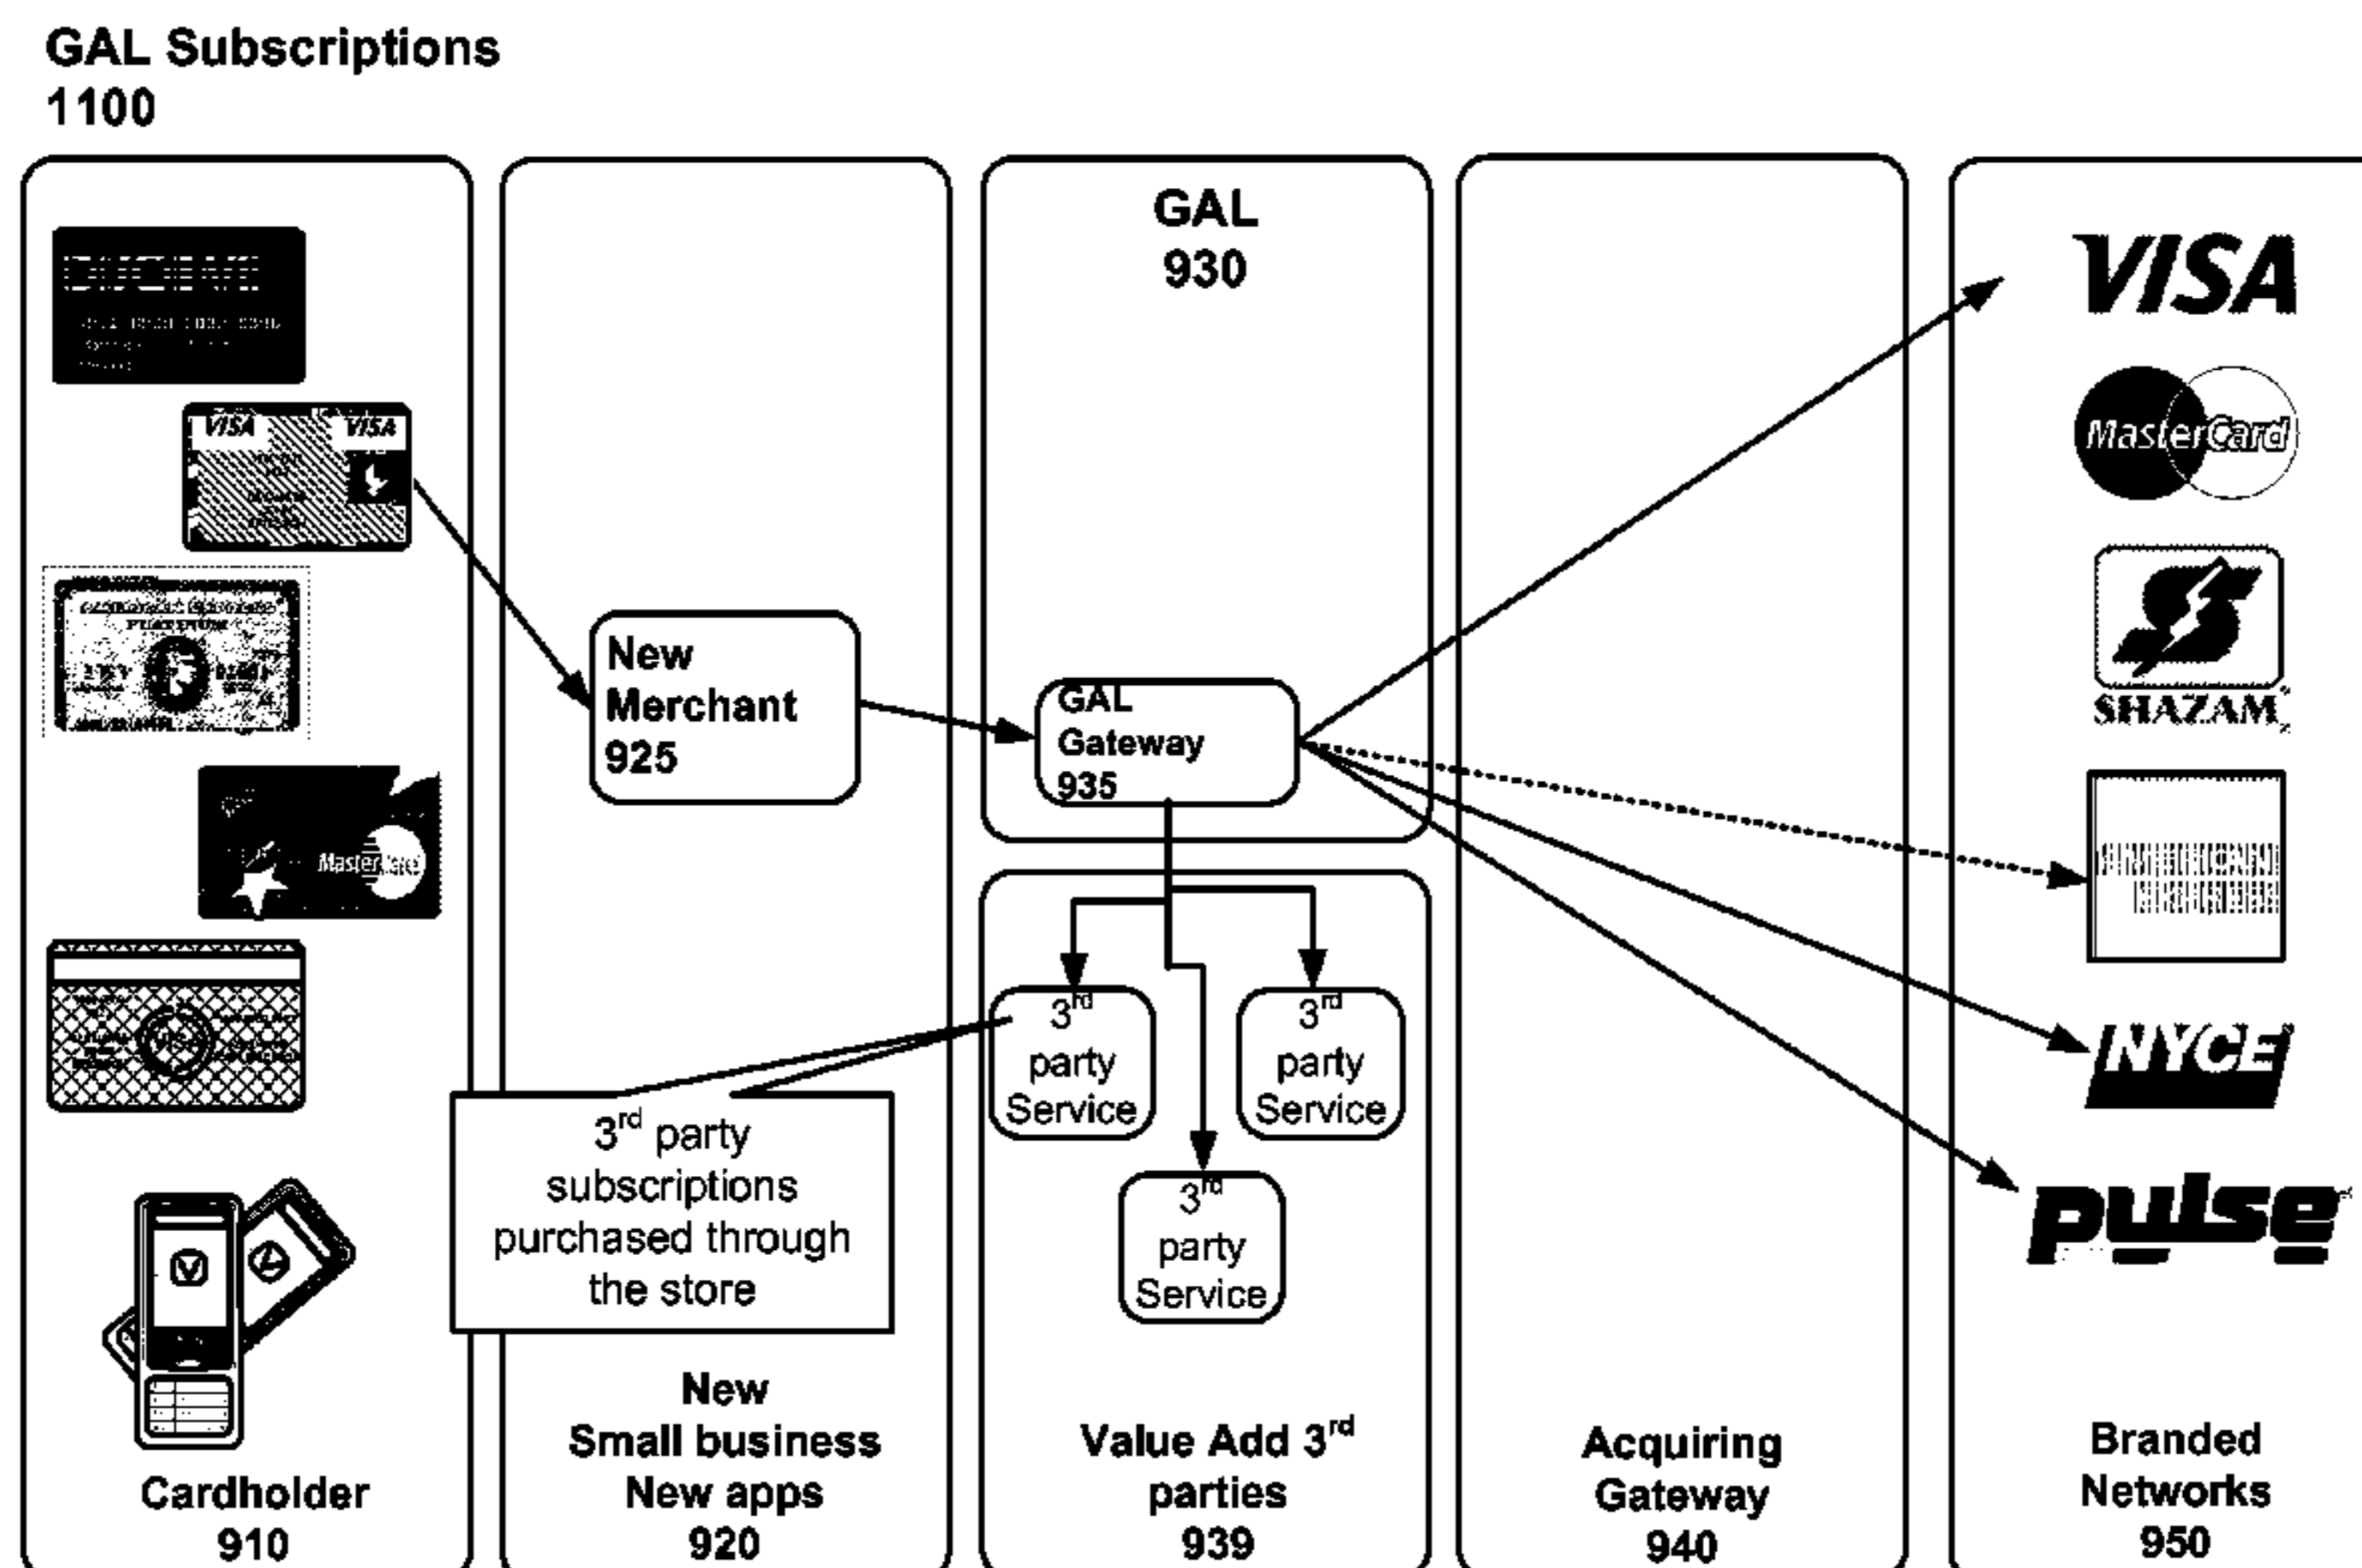 GAL Subscriptions
1100
VISA VISA
MasterCard
Cardholder
910
New
Merchant
925
3rd party
subscriptions
purchased through
the store
New
Small business
New apps
920
GAL
930
GAL
Gateway
935
3rd
party
Service
3rd
party
Service
3rd
party
Service
Value Add 3rd
parties
939
Acquiring
Gateway
940
VISA
MasterCard
SHAZAM
NYCE
pulse
Branded
Networks
950